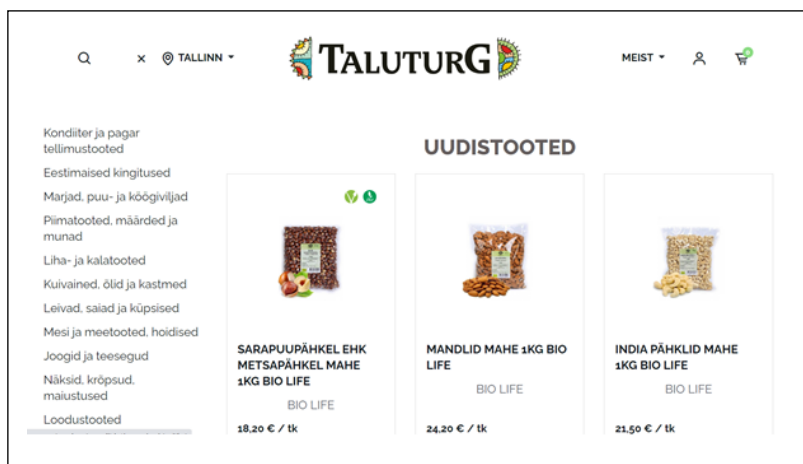 TALLINN
TALUTURG
MEIST
0
Kondiiter ja pagar
tellimustooted
Eestimaised kingitused
Marjad, puu- ja köögiviljad
Piimatooted, määrded ja
munad
Liha- ja kalatooted
Kuivained, õlid ja kastmed
Leivad, saiad ja küpsised
Mesi ja meetooted, hoidised
Joogid ja teesegud
Näksid, krõpsud,
maiustused
Loodustooted
UUDISTOOTED
SARAPUUPÄHKEL EHK
METSAPÄHKEL MAHE
1KG BIO LIFE
BIO LIFE
18,20 € / tk
MANDLID MAHE 1KG BIO
LIFE
BIO LIFE
24,20 € / tk
INDIA PÄHKLID MAHE
1KG BIO LIFE
BIO LIFE
21,50 € / tk